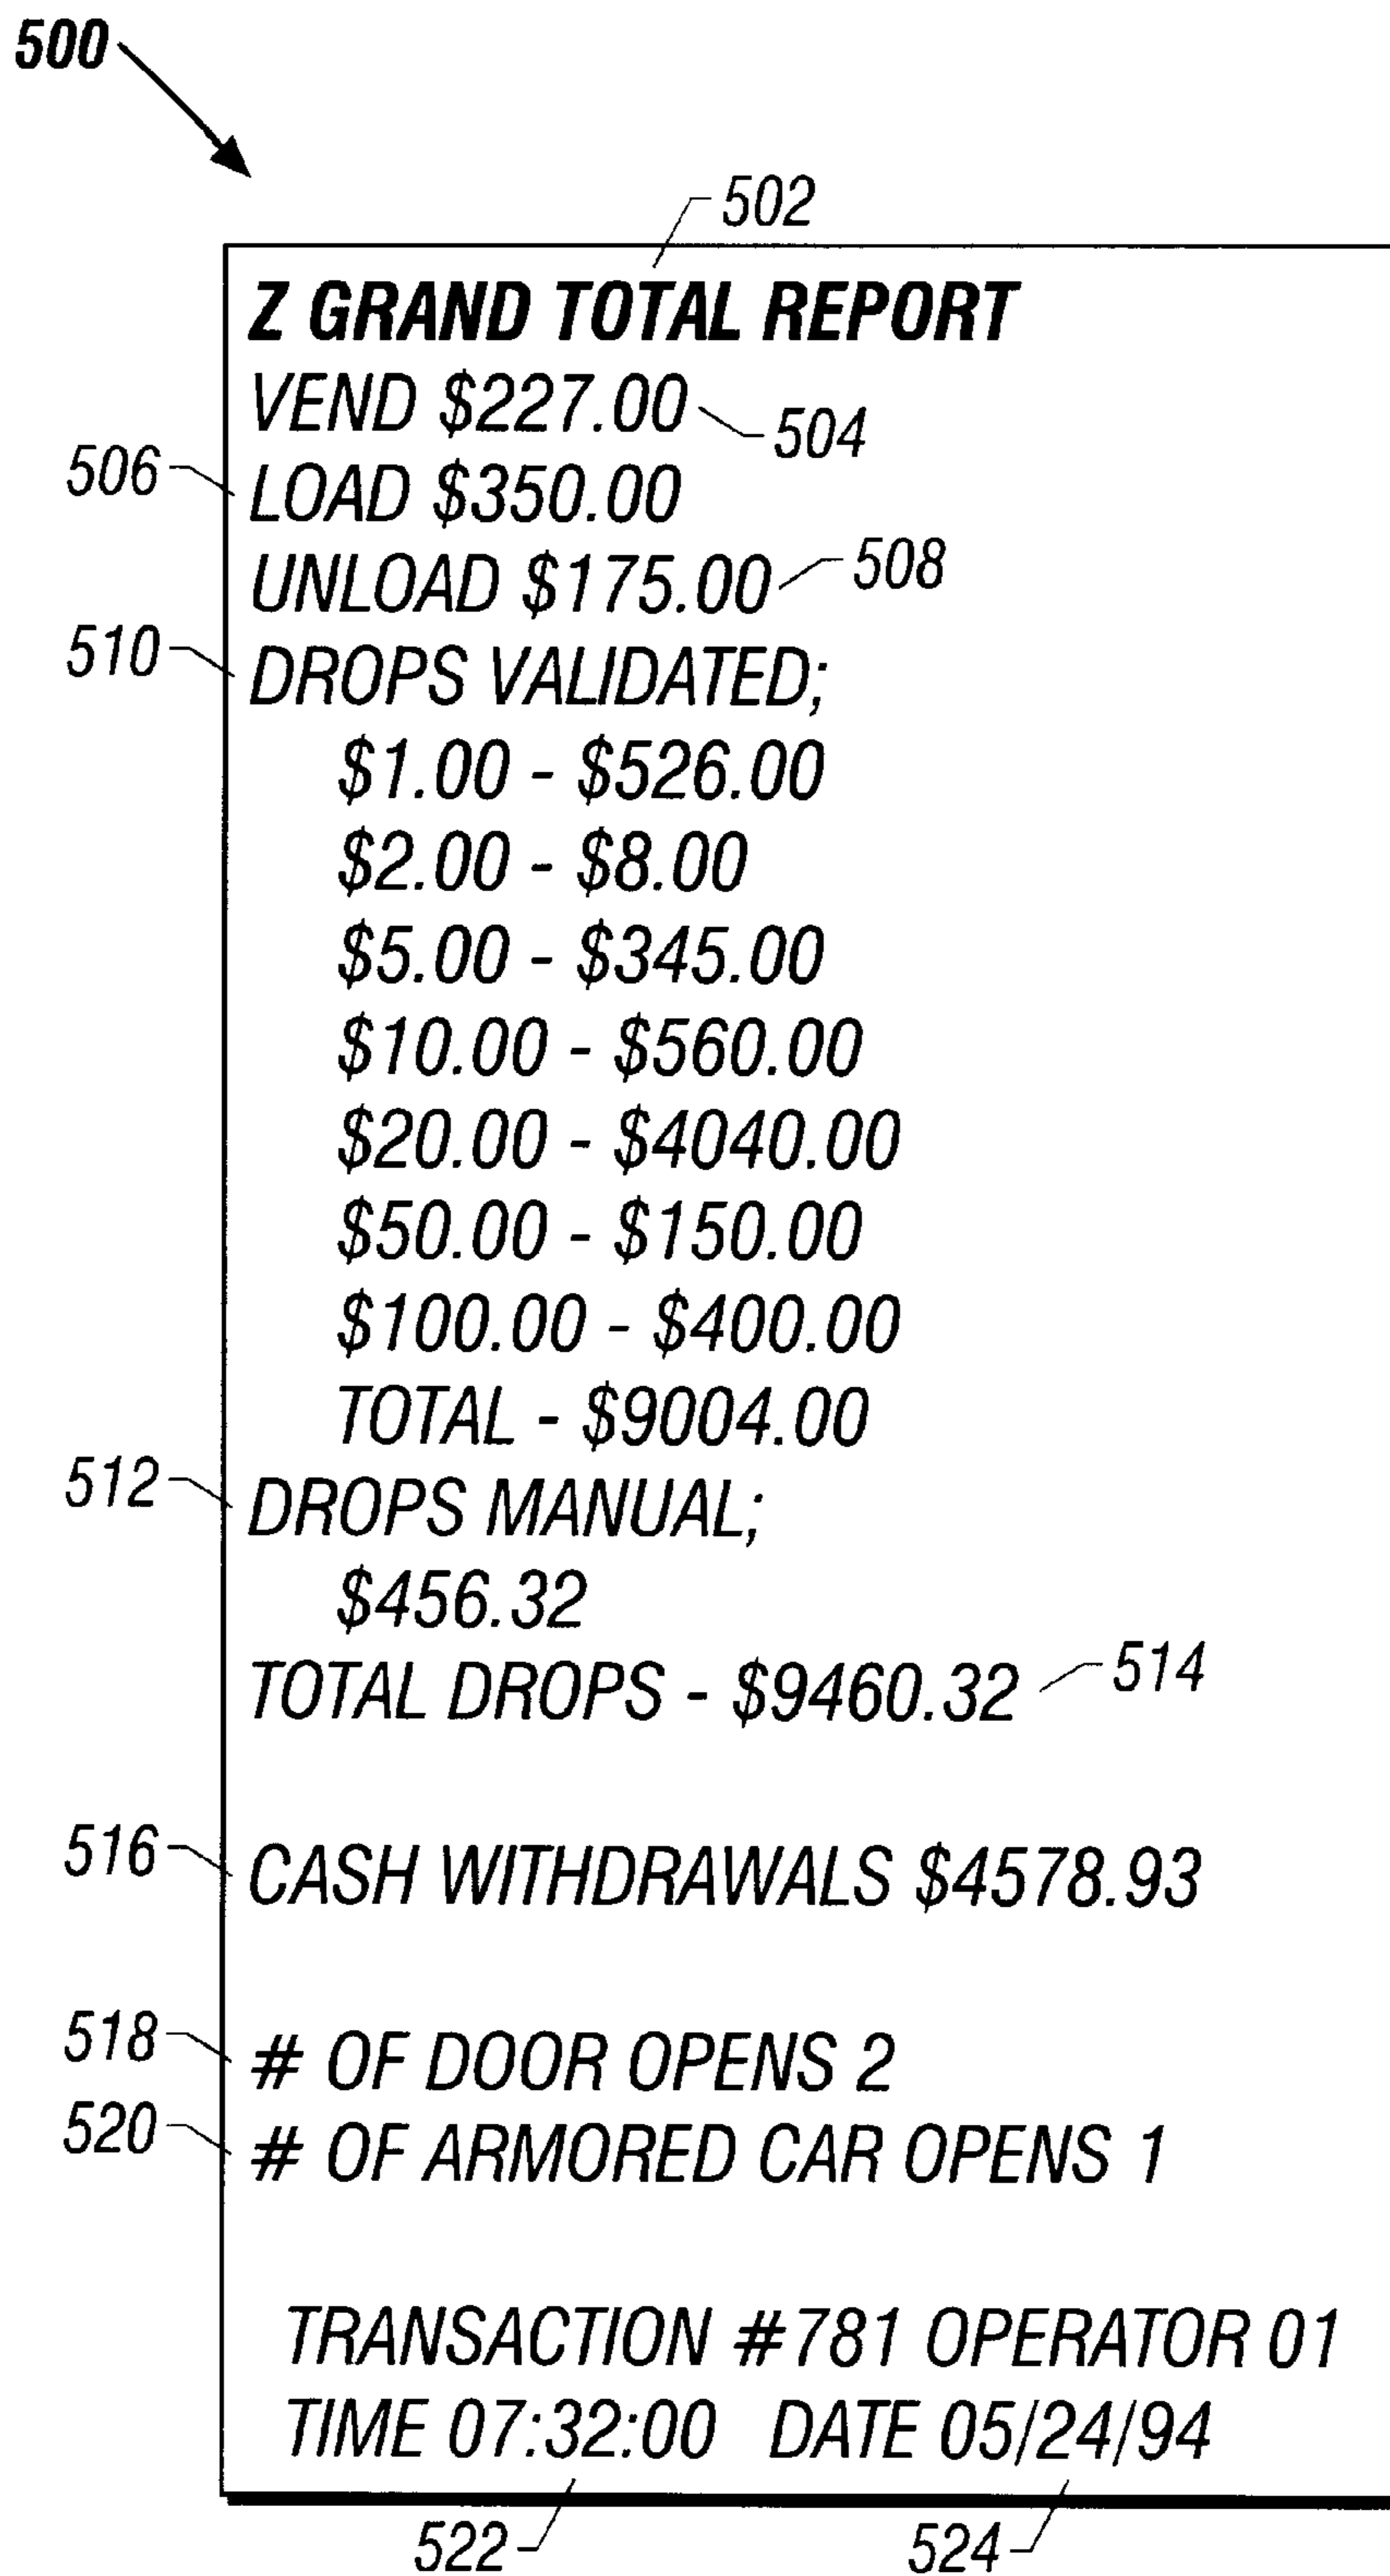 500
502
Z GRAND TOTAL REPORT
VEND $227.00 504
506 LOAD $350.00
UNLOAD $175.00 508
510 DROPS VALIDATED;
$1.00 - $526.00
$2.00 - $8.00
$5.00 - $345.00
$10.00 - $560.00
$20.00 - $4040.00
$50.00 - $150.00
$100.00 - $400.00
TOTAL - $9004.00
512 DROPS MANUAL;
$456.32
TOTAL DROPS - $9460.32 514
516 CASH WITHDRAWALS $4578.93
518 # OF DOOR OPENS 2
520 # OF ARMORED CAR OPENS 1
TRANSACTION #781 OPERATOR 01
TIME 07:32:00 DATE 05/24/94
522 524